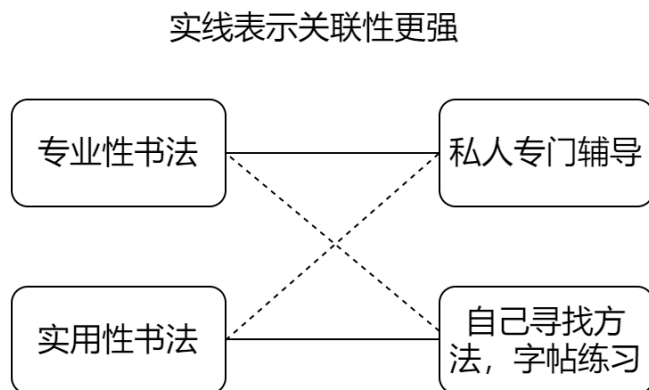 实线表示关联性更强
专业性书法
私人专门辅导
实用性书法
自己寻找方
法，字帖练习